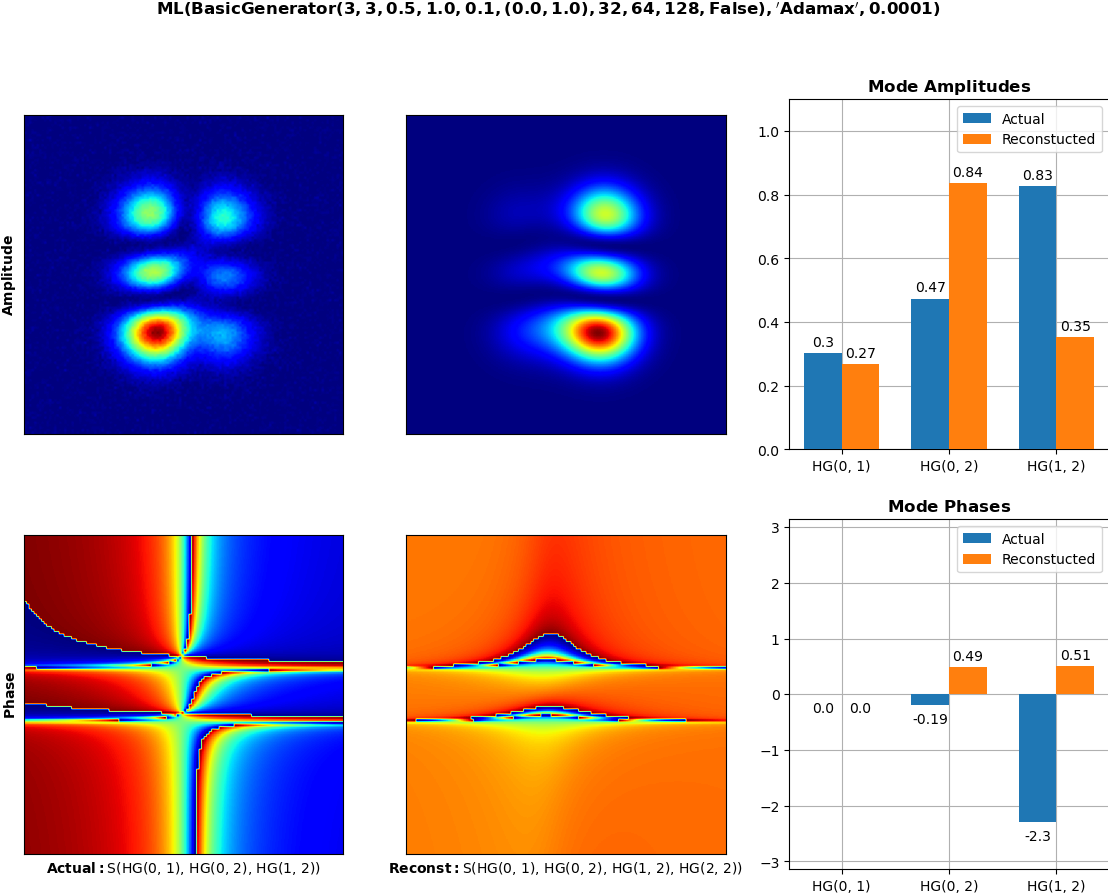 ML(BasicGenerator(3, 3, 0.5, 1.0, 0.1, (0.0, 1.0), 32, 64, 128, False), ′Adamax′, 0.0001)
Amplitude
Mode Amplitudes
Actual
Reconstucted
1.0
0.8
0.6
0.4
0.2
0.0
0.3
0.27
0.47
0.84
0.83
0.35
HG(0, 1)
HG(0, 2)
HG(1, 2)
Phase
Actual: S(HG(0, 1), HG(0, 2), HG(1, 2))
Reconst: S(HG(0, 1), HG(0, 2), HG(1, 2), HG(2, 2))
Mode Phases
Actual
Reconstucted
3
2
1
0
−1
−2
−3
0.0
0.0
-0.19
0.49
-2.3
0.51
HG(0, 1)
HG(0, 2)
HG(1, 2)